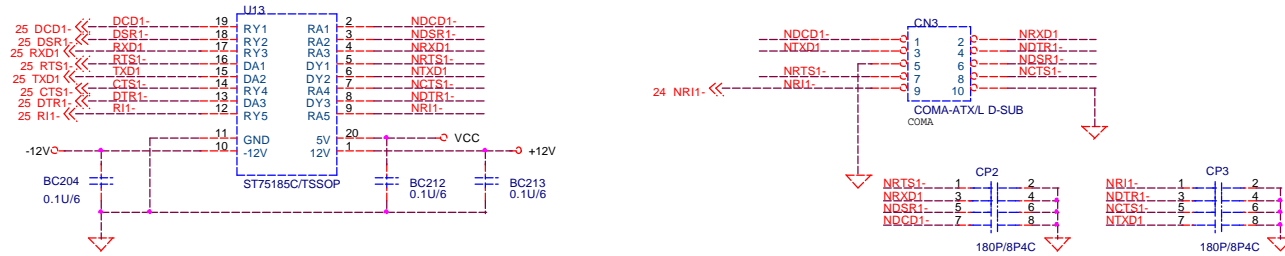 U13
25 DCD1- DCD1- 19 RY1 RA1 2 NDCD1-
25 DSR1- DSR1- 18 RY2 RA2 3 NDSR1-
25 RXD1- RXD1 17 RY3 RA3 4 NRXD1
25 RTS1- RTS1- 16 DA1 DY1 5 NRTS1-
25 TXD1- TXD1 15 DA2 DY2 6 NTXD1
25 CTS1- CTS1- 14 RY4 RA4 7 NCTS1-
25 DTR1- DTR1- 13 DA3 DY3 8 NDTR1-
25 RI1- RI1- 12 RY5 RA5 9 NRI1-
11 GND 5V 20 VCC
-12V 10 -12V 12V 1 +12V
ST75185C/TSSOP
BC204
0.1U/6
BC212
0.1U/6
BC213
0.1U/6
CN3
NDCD1- 1 2 NRXD1
NTXD1 3 4 NDTR1-
5 6 NDSR1-
NRTS1- 7 8 NCTS1-
24 NRI1- NRI1- 9 10
COMA-ATX/L D-SUB
COMA
CP2
NRTS1- 1 2
NRXD1 3 4
NDSR1- 5 6
NDCD1- 7 8
180P/8P4C
CP3
NRI1- 1 2
NDTR1- 3 4
NCTS1- 5 6
NTXD1 7 8
180P/8P4C